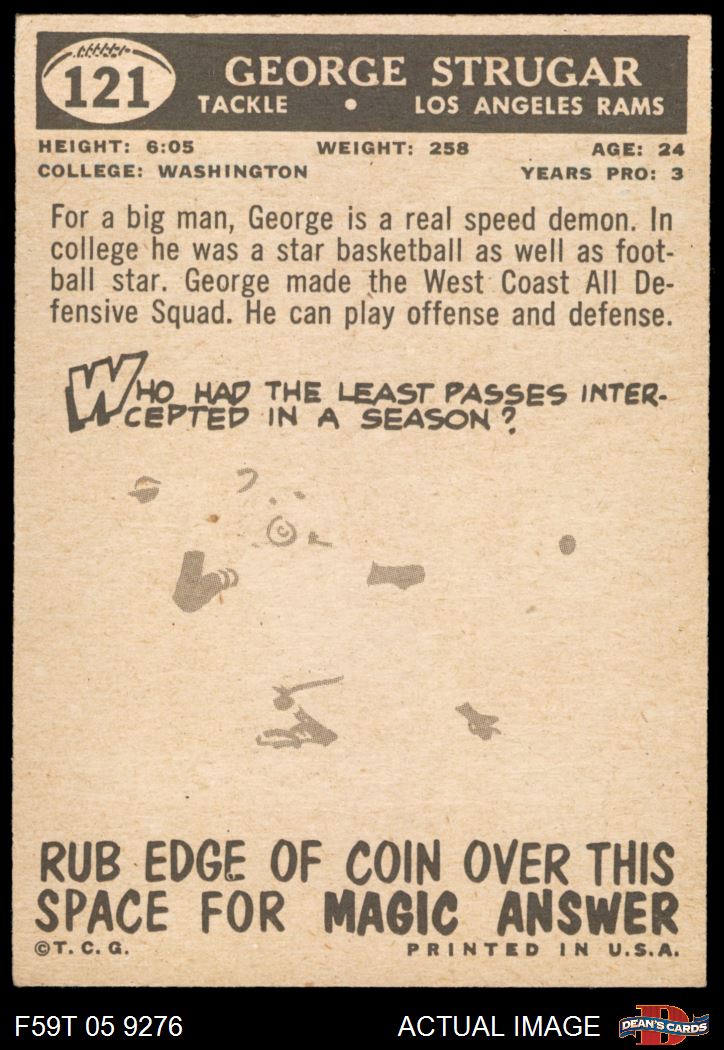 121
GEORGE STRUGAR
TACKLE • LOS ANGELES RAMS
HEIGHT: 6:05 WEIGHT: 258 AGE: 24
COLLEGE: WASHINGTON YEARS PRO: 3
For a big man, George is a real speed demon. In
college he was a star basketball as well as foot-
ball star. George made the West Coast All De-
fensive Squad. He can play offense and defense.
WHO HAD THE LEAST PASSES INTER-
CEPTED IN A SEASON?
RUB EDGE OF COIN OVER THIS
SPACE FOR MAGIC ANSWER
©T. C. G. PRINTED IN U.S.A.
F59T 05 9276 ACTUAL IMAGE D DEAN'S CARDS